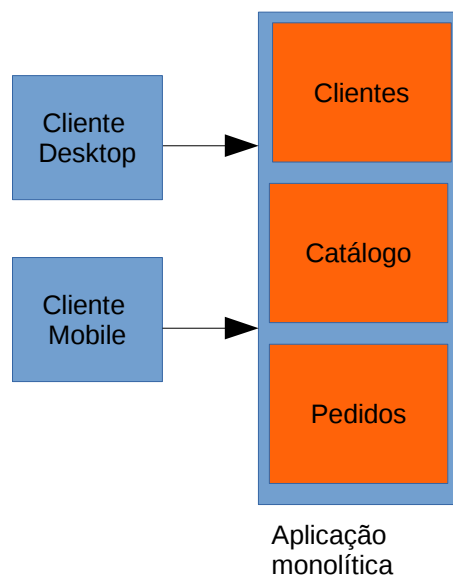 Clientes
Cliente
Desktop
Catálogo
Cliente
Mobile
Pedidos
Aplicação
monolítica